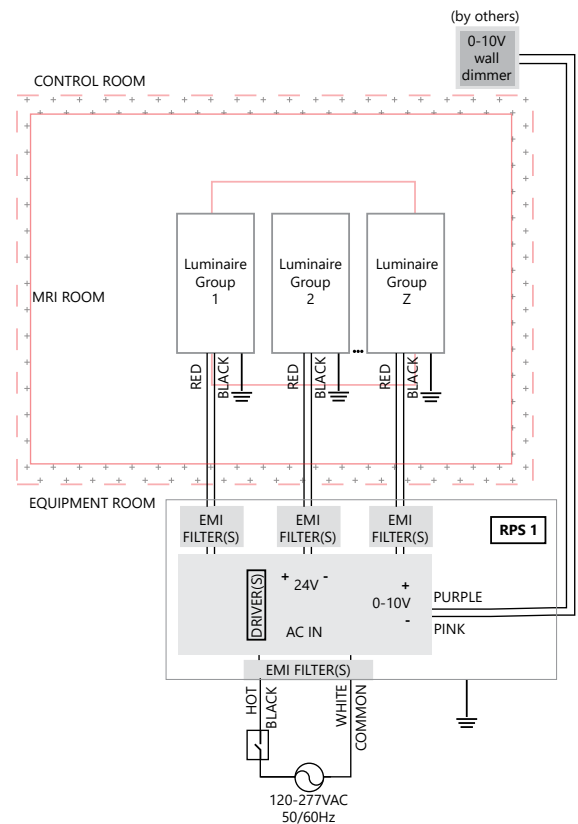 (by others)
0-10V
wall
dimmer
CONTROL ROOM
MRI ROOM
Luminaire
Group
1
Luminaire
Group
2
...
Luminaire
Group
Z
RED
BLACK
RED
BLACK
RED
BLACK
EQUIPMENT ROOM
EMI
FILTER(S)
EMI
FILTER(S)
EMI
FILTER(S)
RPS 1
DRIVER(S)
+ 24V -
AC IN
+
0-10V
-
PURPLE
PINK
EMI FILTER(S)
HOT
BLACK
WHITE
COMMON
120-277VAC
50/60Hz